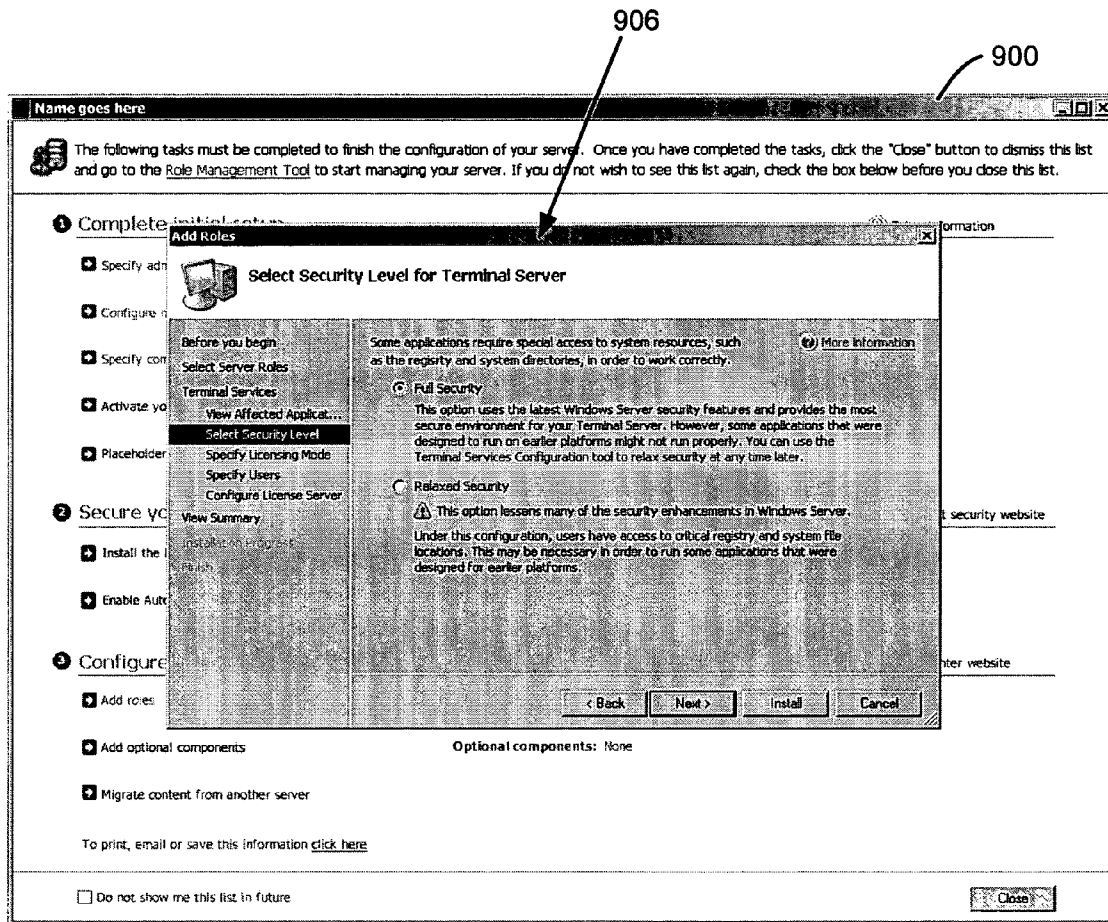 906
900
Name goes here
The following tasks must be completed to finish the configuration of your server. Once you have completed the tasks, click the "Close" button to dismiss this list
and go to the Role Management Tool to start managing your server. If you do not wish to see this list again, check the box below before you close this list.
1 Complete initial setup
ormation
Add Roles
Select Security Level for Terminal Server
Specify adm
Configure n
Specify com
Activate yo
Placeholder
2 Secure yo
t security website
Install the l
Enable Auto
3 Configure
nter website
Add roles
Before you begin
Select Server Roles
Terminal Services
View Affected Applicat...
Select Security Level
Specify Licensing Mode
Specify Users
Configure License Server
View Summary
Installation Progress
Finish
Some applications require special access to system resources, such
as the regisrty and system directories, in order to work correctly.
More Information
Full Security
This option uses the latest Windows Server security features and provides the most
secure environment for your Terminal Server. However, some applications that were
designed to run on earlier platforms might not run properly. You can use the
Terminal Services Configuration tool to relax security at any time later.
Relaxed Security
This option lessens many of the security enhancements in Windows Server.
Under this configuration, users have access to critical registry and system file
locations. This may be necessary in order to run some applications that were
designed for earlier platforms.
< Back
Next >
Install
Cancel
Add optional components
Optional components: None
Migrate content from another server
To print, email or save this information click here
Do not show me this list in future
Close